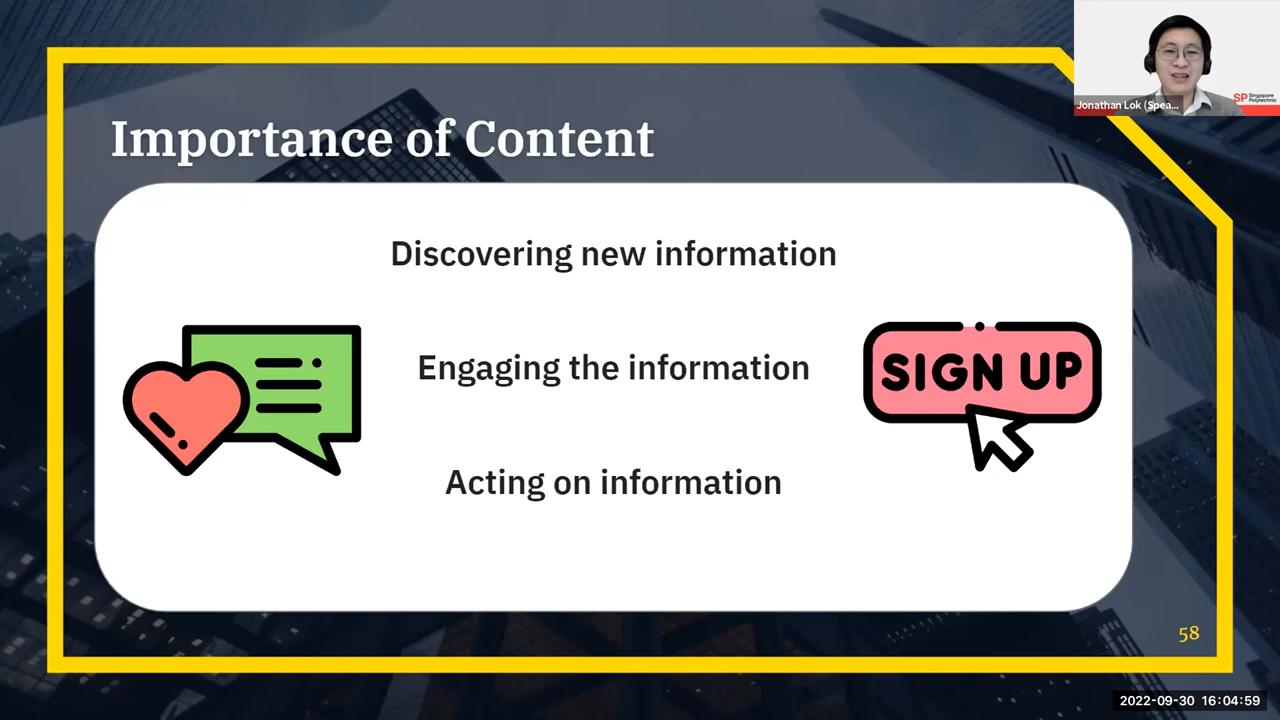 Importance of Content
Jonathan Lok (Spea...
SP Singapore
Polytechnic
Discovering new information
Engaging the information
SIGN UP
Acting on information
58
2022-09-30 16:04:59